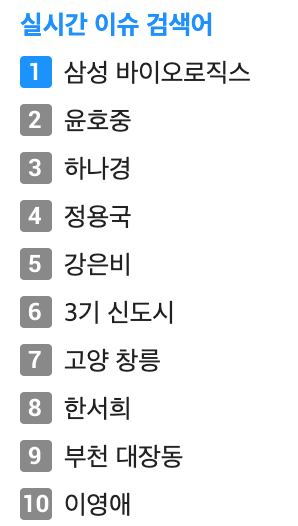 실시간 이슈 검색어
1 삼성 바이오로직스
2 윤호중
3 하나경
4 정용국
5 강은비
6 3기 신도시
7 고양 창릉
8 한서희
9 부천 대장동
10 이영애